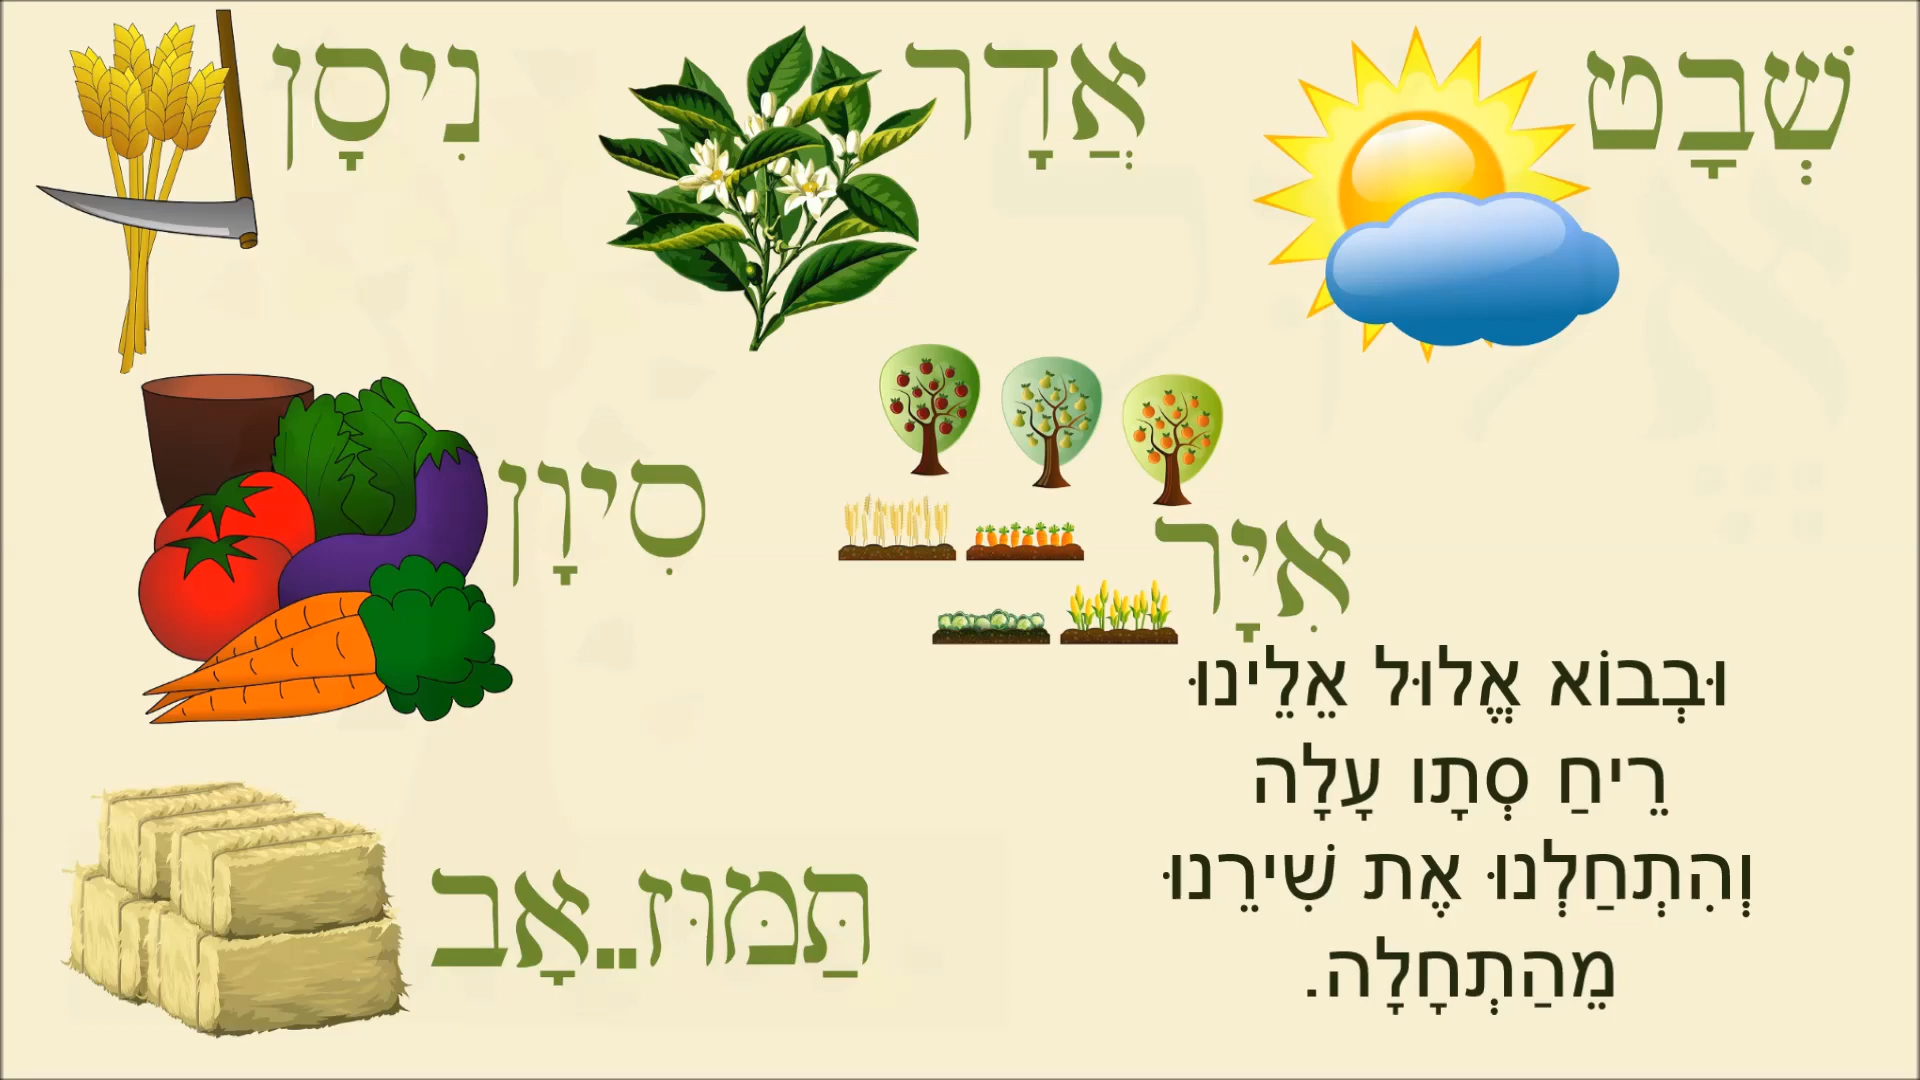 שְׁבָט
אֲדָר
נִיסָן
אִיָּר
סִיוָן
תַּמּוּז..אָב
וּבְבוֹא אֱלוּל אֵלֵינוּ
רֵיחַ סְתָו עָלָה
וְהִתְחַלְנוּ אֶת שִׁירֵנוּ
מֵהַתְחָלָה.